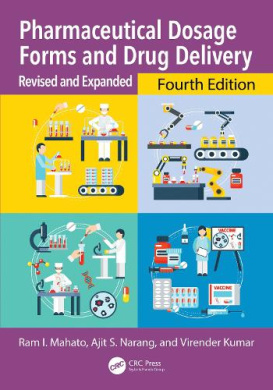 Pharmaceutical Dosage
Forms and Drug Delivery
Revised and Expanded
Fourth Edition
VACCINE
Ram I. Mahato, Ajit S. Narang, and Virender Kumar
CRC Press